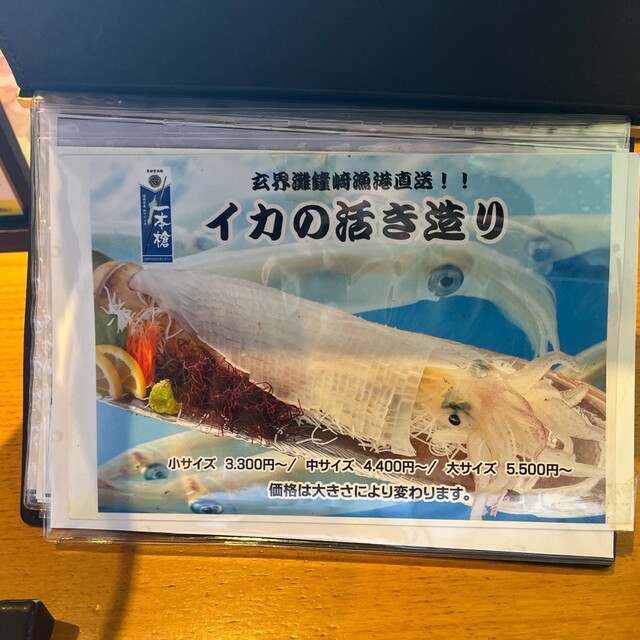 玄界灘鐘崎漁港直送！！
イカの活き造り
一本槍
小サイズ 3.300円～/ 中サイズ 4.400円～/ 大サイズ 5.500円～
価格は大きさにより変わります。